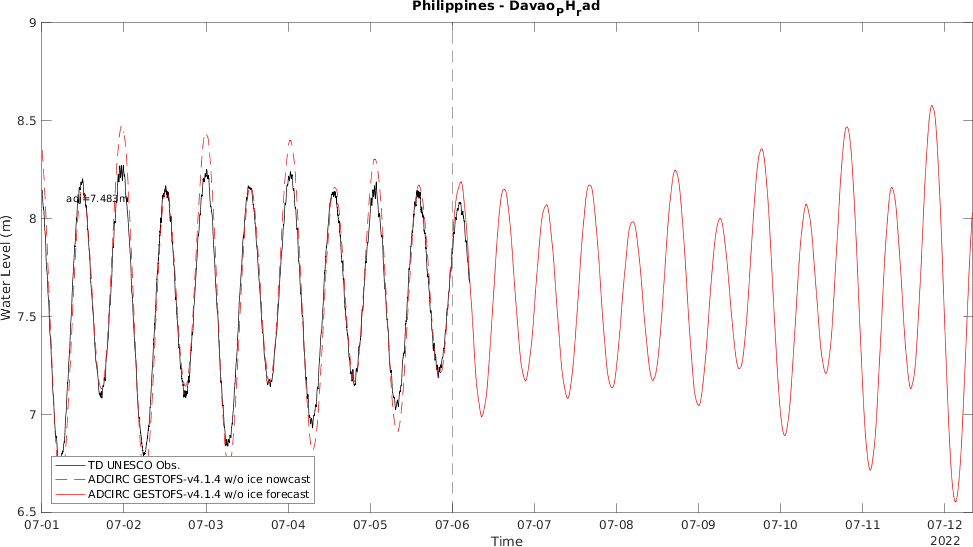 Philippines - DavaoPHrad
Water Level (m)
9
8.5
8
7.5
7
6.5
adj=7.483m
TD UNESCO Obs.
ADCIRC GESTOFS-v4.1.4 w/o ice nowcast
ADCIRC GESTOFS-v4.1.4 w/o ice forecast
07-01 07-02 07-03 07-04 07-05 07-06 07-07 07-08 07-09 07-10 07-11 07-12
Time
2022